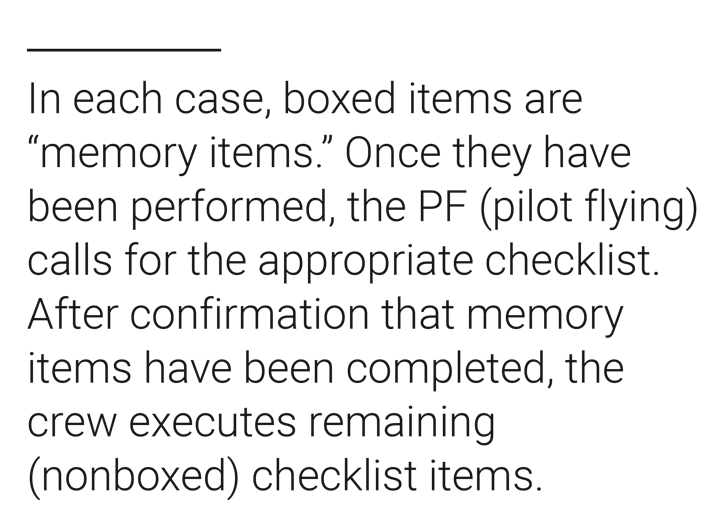 In each case, boxed items are
“memory items.” Once they have
been performed, the PF (pilot flying)
calls for the appropriate checklist.
After confirmation that memory
items have been completed, the
crew executes remaining
(nonboxed) checklist items.